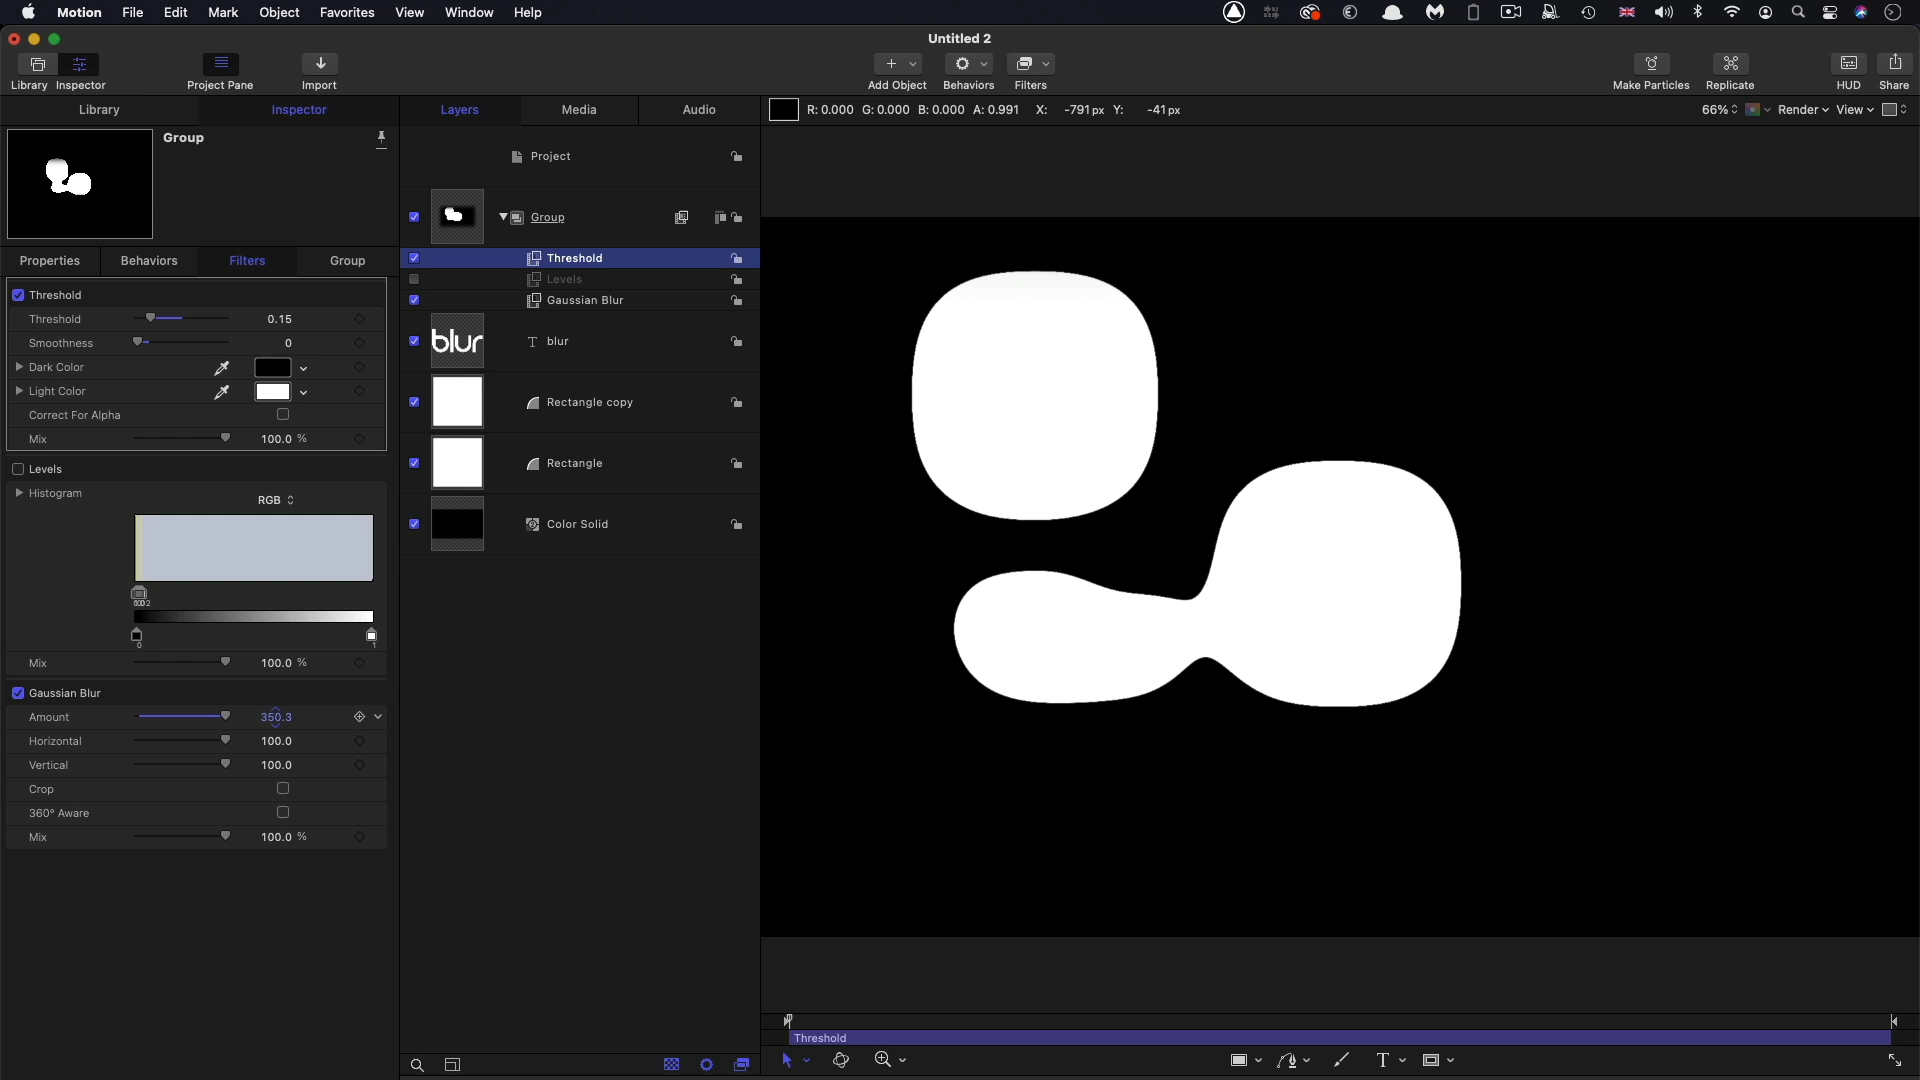 Motion File Edit Mark Object Favorites View Window Help
Untitled 2
Library Inspector Project Pane Import Add Object Behaviors Filters Make Particles Replicate HUD Share
Library Inspector Layers Media Audio R: 0.000 G: 0.000 B: 0.000 A: 0.991 X: -791 px Y: -41 px 66% Render View
Group
Project
Group
Properties Behaviors Filters Group
Threshold
Levels
Gaussian Blur
blur
blur
Rectangle copy
Rectangle
Color Solid
Threshold
Threshold 0.15
Smoothness 0
Dark Color
Light Color
Correct For Alpha
Mix 100.0 %
Levels
Histogram RGB
0 1
Mix 100.0 %
Gaussian Blur
Amount 350.3
Horizontal 100.0
Vertical 100.0
Crop
360° Aware
Mix 100.0 %
Threshold